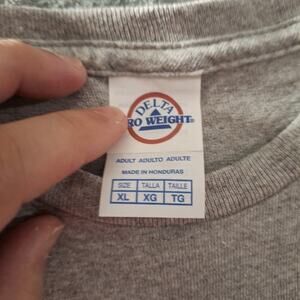 DELTA
RO WEIGHT
ADULT ADULTO ADULTE
MADE IN HONDURAS
SIZE TALLA TAILLE
XL XG TG